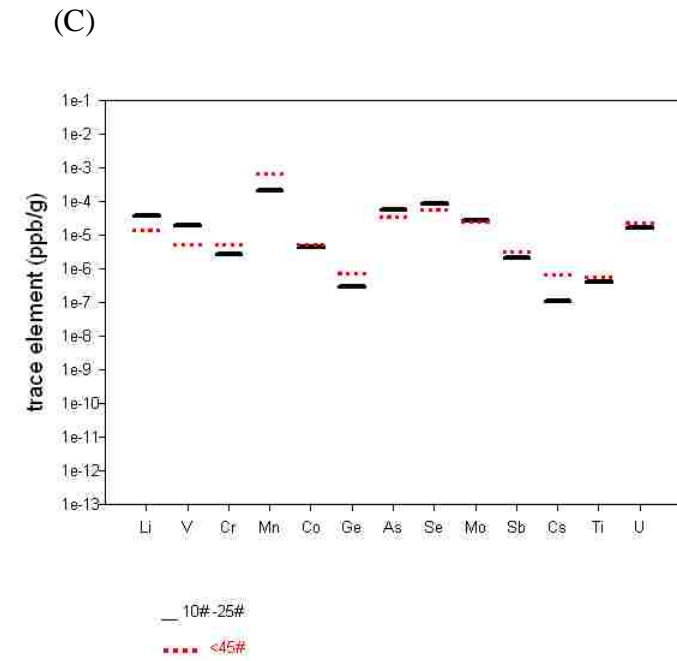 (C)
trace element (ppb/g)
1e-1
1e-2
1e-3
1e-4
1e-5
1e-6
1e-7
1e-8
1e-9
1e-10
1e-11
1e-12
1e-13
Li V Cr Mn Co Ge As Se Mo Sb Cs Ti U
10#-25#
<45#